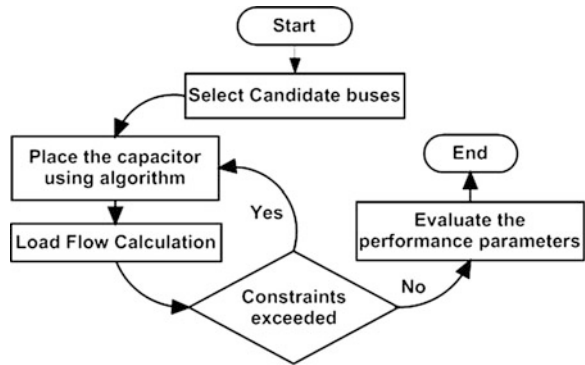 Start
Select Candidate buses
Place the capacitor
using algorithm
Load Flow Calculation
Yes
Constraints
exceeded
No
Evaluate the
performance parameters
End